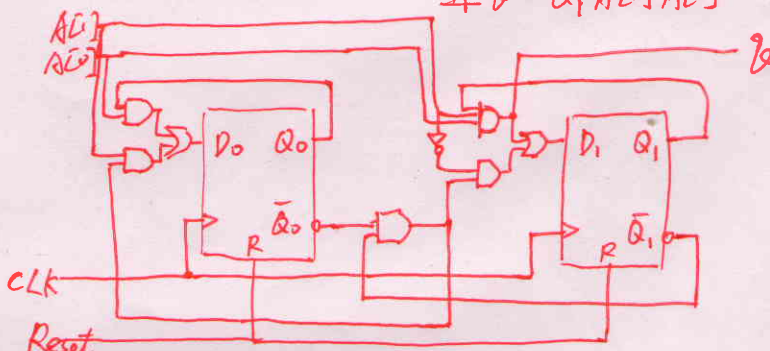 A[1]
A[0]
D₀ Q₀
Q̄₀
R
D₁ Q₁
Q̄₁
R
CLK
Reset